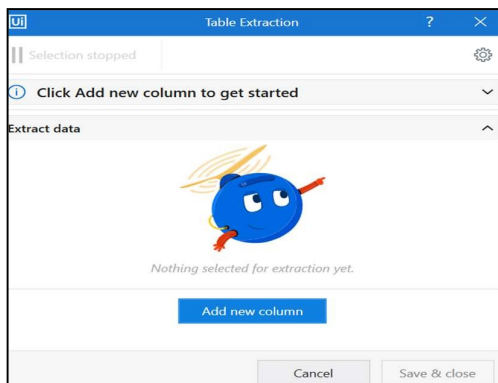 Ui Table Extraction ?
Selection stopped
Click Add new column to get started
Extract data
Nothing selected for extraction yet.
Add new column
Cancel Save & close